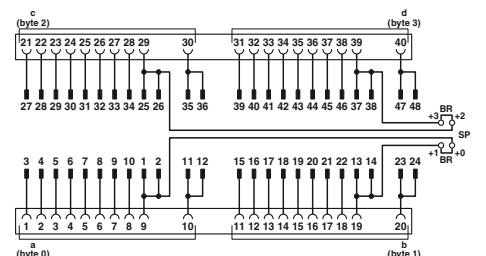 c d
(byte 2) (byte 3)
21 22 23 24 25 26 27 28 29 30 31 32 33 34 35 36 37 38 39 40
27 28 29 30 31 32 33 34 25 26 35 36 39 40 41 42 43 44 45 46 37 38 47 48
BR
+3 +2
SP
+1 +0
BR
3 4 5 6 7 8 9 10 1 2 11 12 15 16 17 18 19 20 21 22 13 14 23 24
1 2 3 4 5 6 7 8 9 10 11 12 13 14 15 16 17 18 19 20
a b
(byte 0) (byte 1)